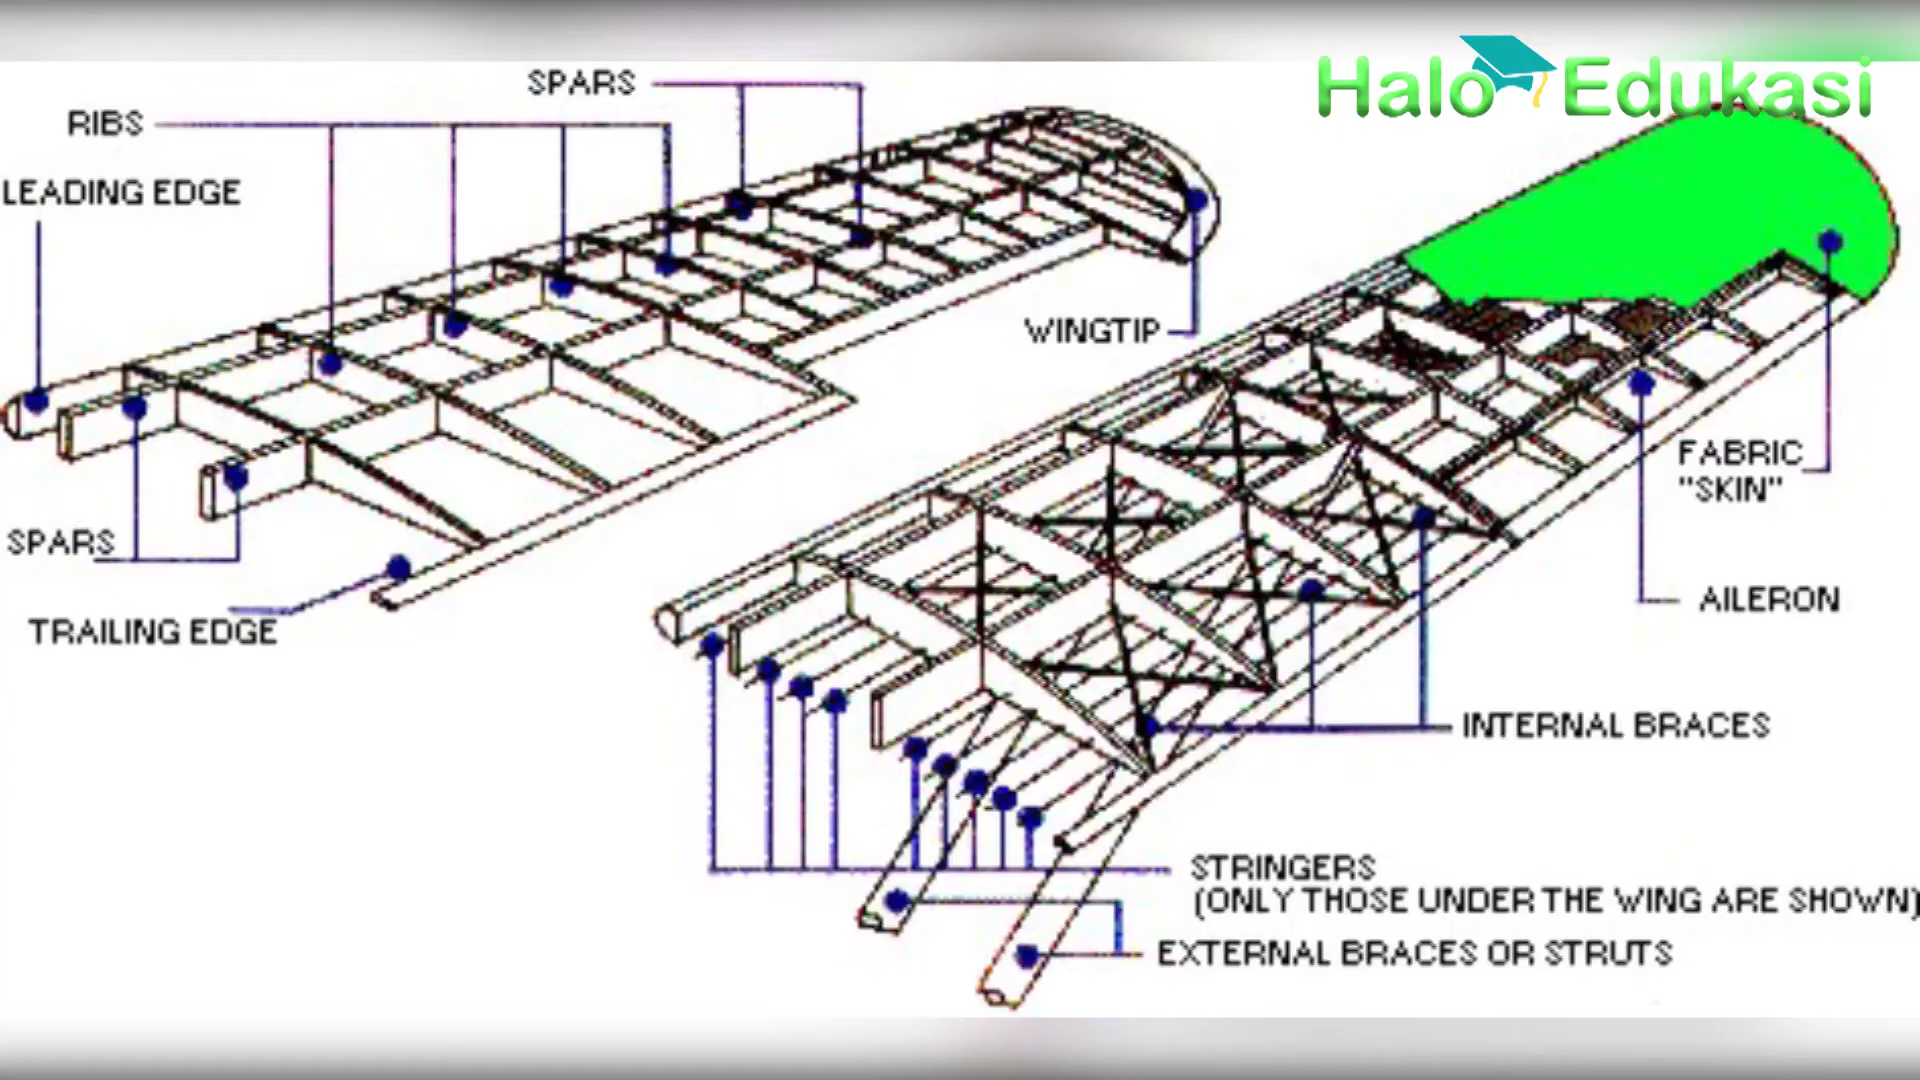 Halo Edukasi
SPARS
RIBS
LEADING EDGE
WINGTIP
SPARS
TRAILING EDGE
FABRIC
"SKIN"
AILERON
INTERNAL BRACES
STRINGERS
(ONLY THOSE UNDER THE WING ARE SHOWN)
EXTERNAL BRACES OR STRUTS